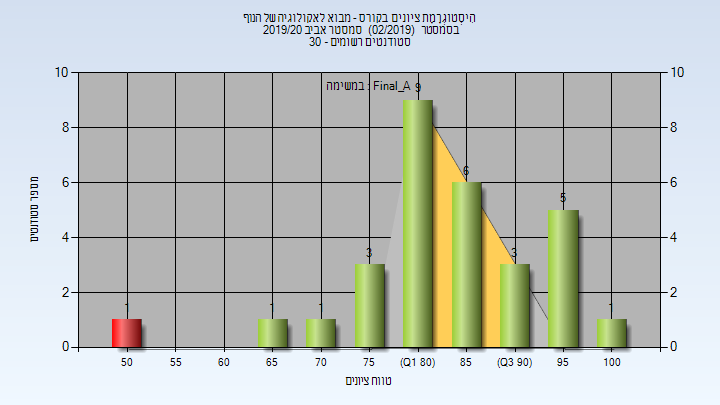 היסטוגרמת ציונים בקורס - מבוא לאקולוגיה של הנוף
בסמסטר (02/2019) סמסטר אביב 2019/20
סטודנטים רשומים - 30
במשימה : Final_A
10 10
8 8
6 6
4 4
2 2
0 0
1 1 1 3 9 6 3 5 1
50 55 60 65 70 75 (Q1 80) 85 (Q3 90) 95 100
מספר סטודנטים
טווח ציונים